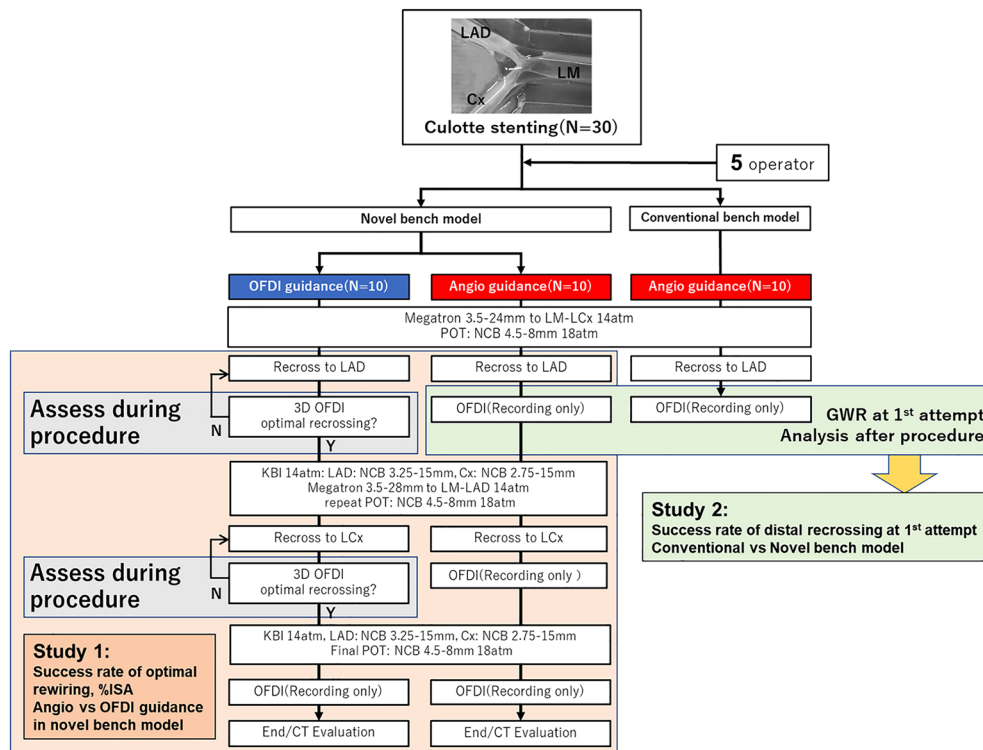 LAD
LM
Cx
Culotte stenting(N=30)
5 operator
Novel bench model
Conventional bench model
OFDI guidance(N=10)
Angio guidance(N=10)
Angio guidance(N=10)
Megatron 3.5-24mm to LM-LCx 14atm
POT: NCB 4.5-8mm 18atm
Recross to LAD
Recross to LAD
Recross to LAD
Assess during
procedure
N
3D OFDI
optimal recrossing?
Y
OFDI(Recording only)
OFDI(Recording only)
GWR at 1st attempt
Analysis after procedure
KBI 14atm: LAD: NCB 3.25-15mm, Cx: NCB 2.75-15mm
Megatron 3.5-28mm to LM-LAD 14atm
repeat POT: NCB 4.5-8mm 18atm
Study 2:
Success rate of distal recrossing at 1st attempt
Conventional vs Novel bench model
Recross to LCx
Recross to LCx
Assess during
procedure
N
3D OFDI
optimal recrossing?
Y
OFDI(Recording only )
KBI 14atm, LAD: NCB 3.25-15mm, Cx: NCB 2.75-15mm
Final POT: NCB 4.5-8mm 18atm
Study 1:
Success rate of optimal
rewiring, %ISA
Angio vs OFDI guidance
in novel bench model
OFDI(Recording only)
OFDI(Recording only)
End/CT Evaluation
End/CT Evaluation